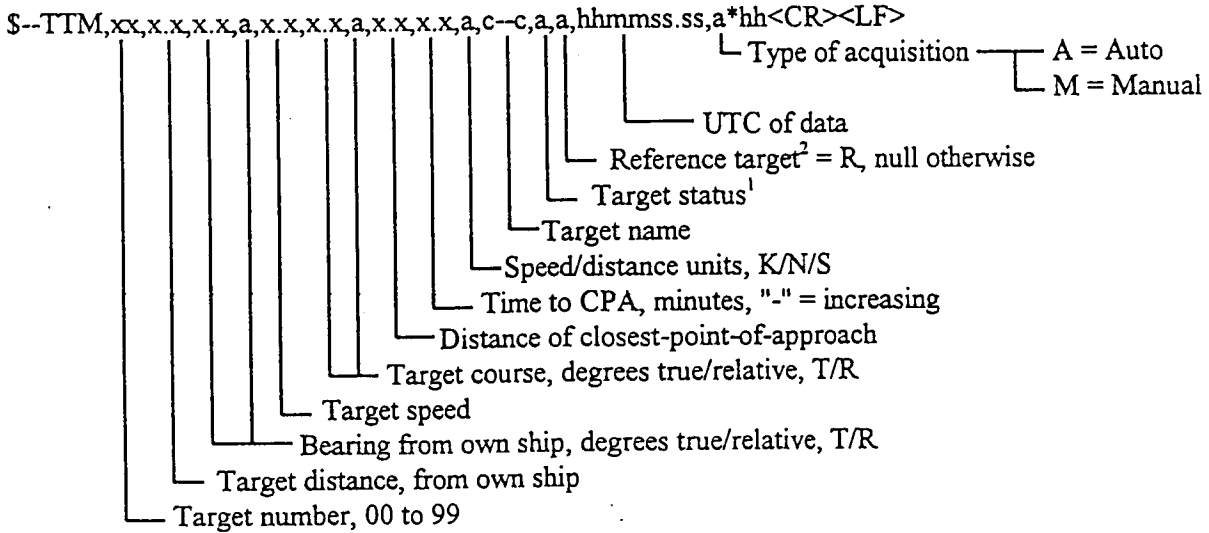 $--TTM,xx,x.x,x.x,a,x.x,x.x,a,x.x,x.x,a,c--c,a,a,hhmmss.ss,a*hh<CR><LF>
Type of acquisition A = Auto
M = Manual
UTC of data
Reference target² = R, null otherwise
Target status¹
Target name
Speed/distance units, K/N/S
Time to CPA, minutes, "-" = increasing
Distance of closest-point-of-approach
Target course, degrees true/relative, T/R
Target speed
Bearing from own ship, degrees true/relative, T/R
Target distance, from own ship
Target number, 00 to 99